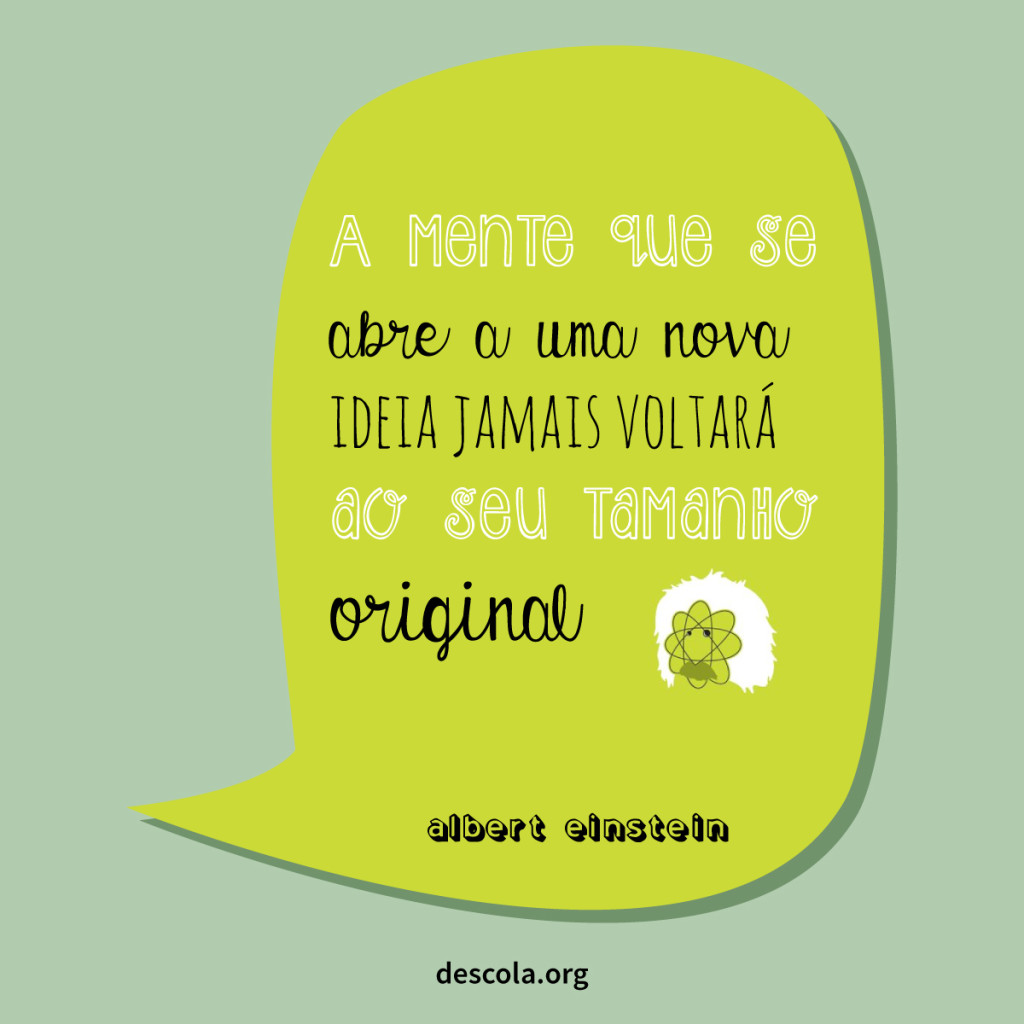 A mente que se
abre a uma nova
IDEIA JAMAIS VOLTARÁ
ao seu tamanho
original
albert einstein
descola.org